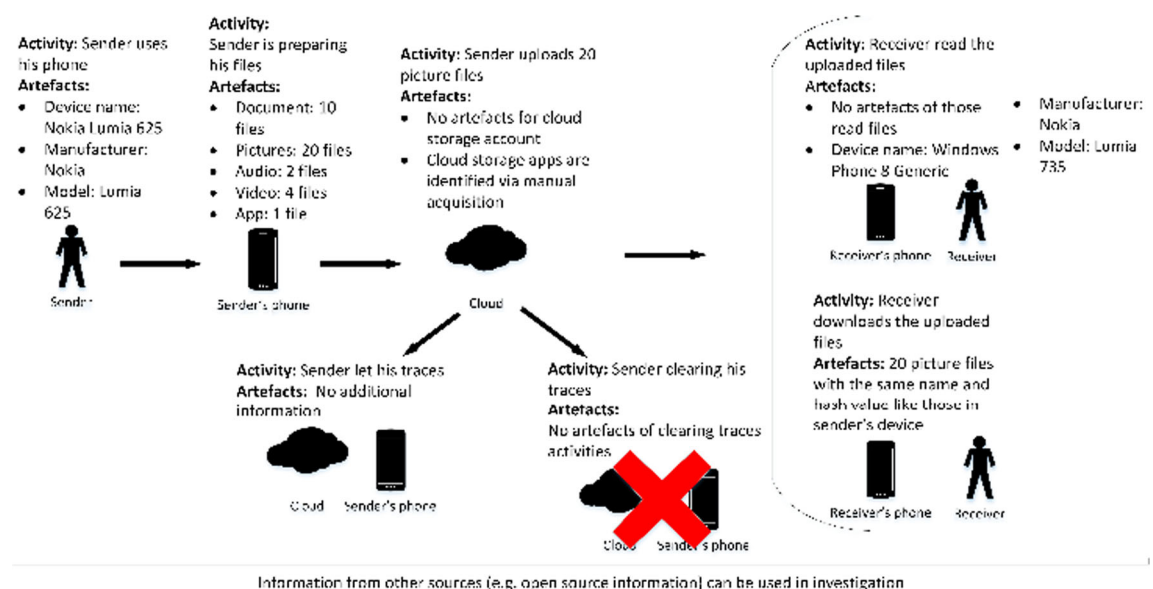 Activity: Sender uses
his phone
Artefacts:
• Device name:
Nokia Lumia 625
• Manufacturer:
Nokia
• Model: Lumia
625
Sender
Activity:
Sender is preparing
his files
Artefacts:
• Document: 10
files
• Pictures: 20 files
• Audio: 2 files
• Video: 4 files
• App: 1 file
Sender's phone
Activity: Sender uploads 20
picture files
Artefacts:
• No artefacts for cloud
storage account
• Cloud storage apps are
identified via manual
acquisition
Cloud
Activity: Sender let his traces
Artefacts: No additional
information
Cloud
Sender's phone
Activity: Sender clearing his
traces
Artefacts:
No artefacts of clearing traces
activities
Cloud
Sender's phone
Activity: Receiver read the
uploaded files
Artefacts:
• No artefacts of those
read files
• Device name: Windows
Phone 8 Generic
• Manufacturer:
Nokia
• Model: Lumia
735
Receiver's phone
Receiver
Activity: Receiver
downloads the uploaded
files
Artefacts: 20 picture files
with the same name and
hash value like those in
sender's device
Receiver's phone
Receiver
Information from other sources (e.g. open source information) can be used in investigation